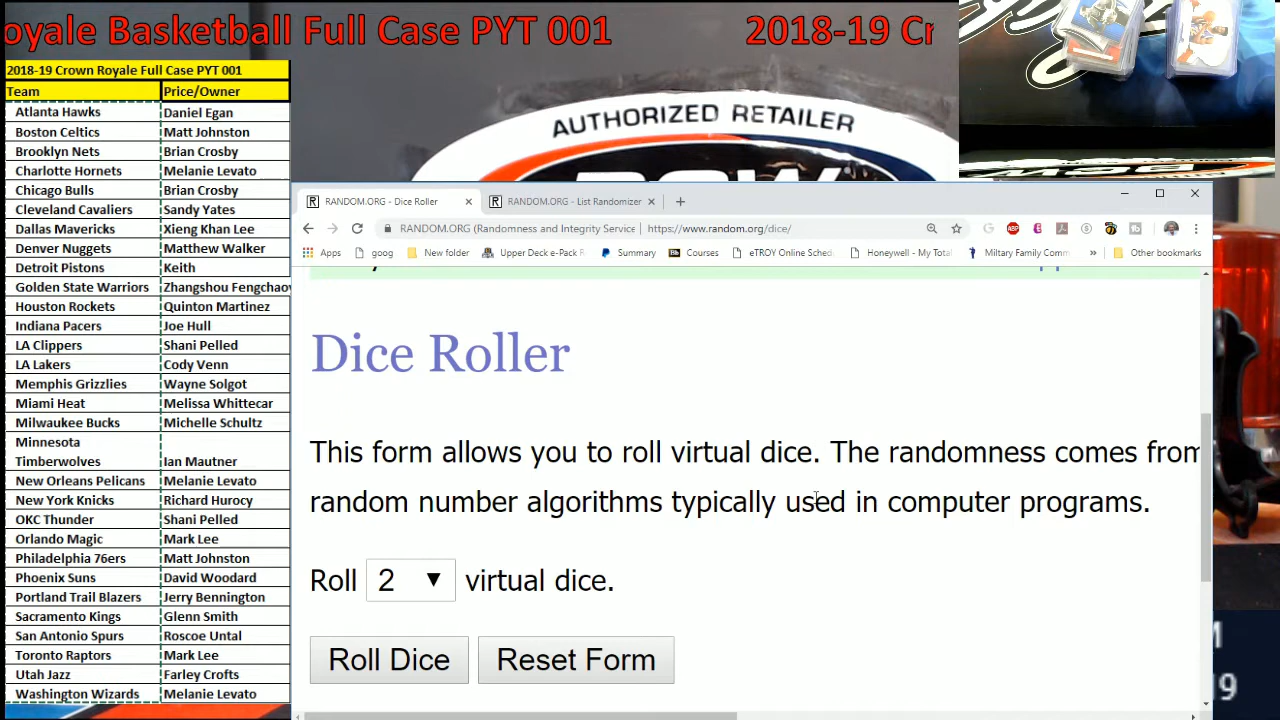 oyale Basketball Full Case PYT 001 2018-19 Cr
2018-19 Crown Royale Full Case PYT 001
Team Price/Owner
Atlanta Hawks Daniel Egan
Boston Celtics Matt Johnston
Brooklyn Nets Brian Crosby
Charlotte Hornets Melanie Levato
Chicago Bulls Brian Crosby
Cleveland Cavaliers Sandy Yates
Dallas Mavericks Xieng Khan Lee
Denver Nuggets Matthew Walker
Detroit Pistons Keith
Golden State Warriors Zhangshou Fengchaov
Houston Rockets Quinton Martinez
Indiana Pacers Joe Hull
LA Clippers Shani Pelled
LA Lakers Cody Venn
Memphis Grizzlies Wayne Solgot
Miami Heat Melissa Whittecar
Milwaukee Bucks Michelle Schultz
Minnesota
Timberwolves Ian Mautner
New Orleans Pelicans Melanie Levato
New York Knicks Richard Hurocy
OKC Thunder Shani Pelled
Orlando Magic Mark Lee
Philadelphia 76ers Matt Johnston
Phoenix Suns David Woodard
Portland Trail Blazers Jerry Bennington
Sacramento Kings Glenn Smith
San Antonio Spurs Roscoe Untal
Toronto Raptors Mark Lee
Utah Jazz Farley Crofts
Washington Wizards Melanie Levato
AUTHORIZED RETAILER
RANDOM.ORG - Dice Roller RANDOM.ORG - List Randomizer
RANDOM.ORG (Randomness and Integrity Service https://www.random.org/dice/
Apps goog New folder Upper Deck e-Pack Summary Courses eTROY Online Sched Honeywell - My Total Miltary Family Comm » Other bookmarks
Dice Roller
This form allows you to roll virtual dice. The randomness comes from
random number algorithms typically used in computer programs.
Roll 2 virtual dice.
Roll Dice Reset Form